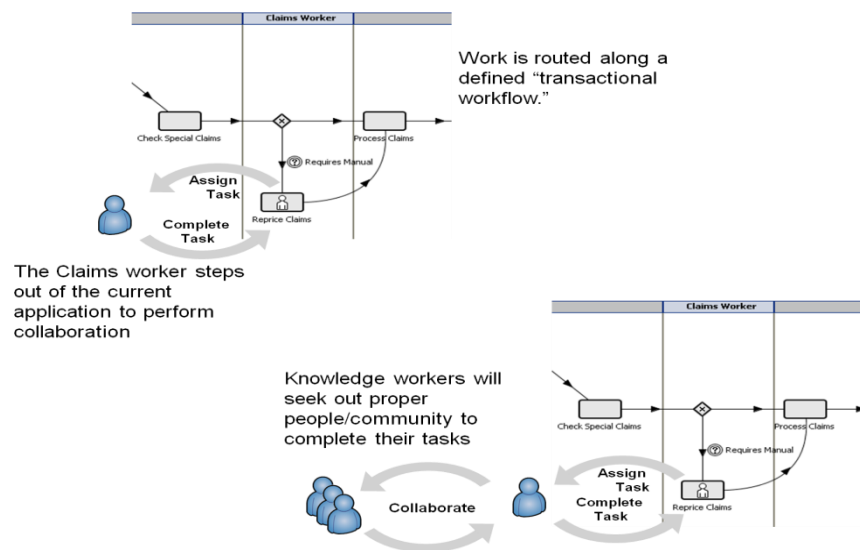 Claims Worker
Work is routed along a
defined “transactional
workflow.”
Check Special Claims
Process Claims
Requires Manual
Assign
Task
Reprice Claims
Complete
Task
The Claims worker steps
out of the current
application to perform
collaboration
Claims Worker
Knowledge workers will
seek out proper
people/community to
complete their tasks
Check Special Claims
Process Claims
Requires Manual
Assign
Task
Collaborate
Complete
Task
Reprice Claims